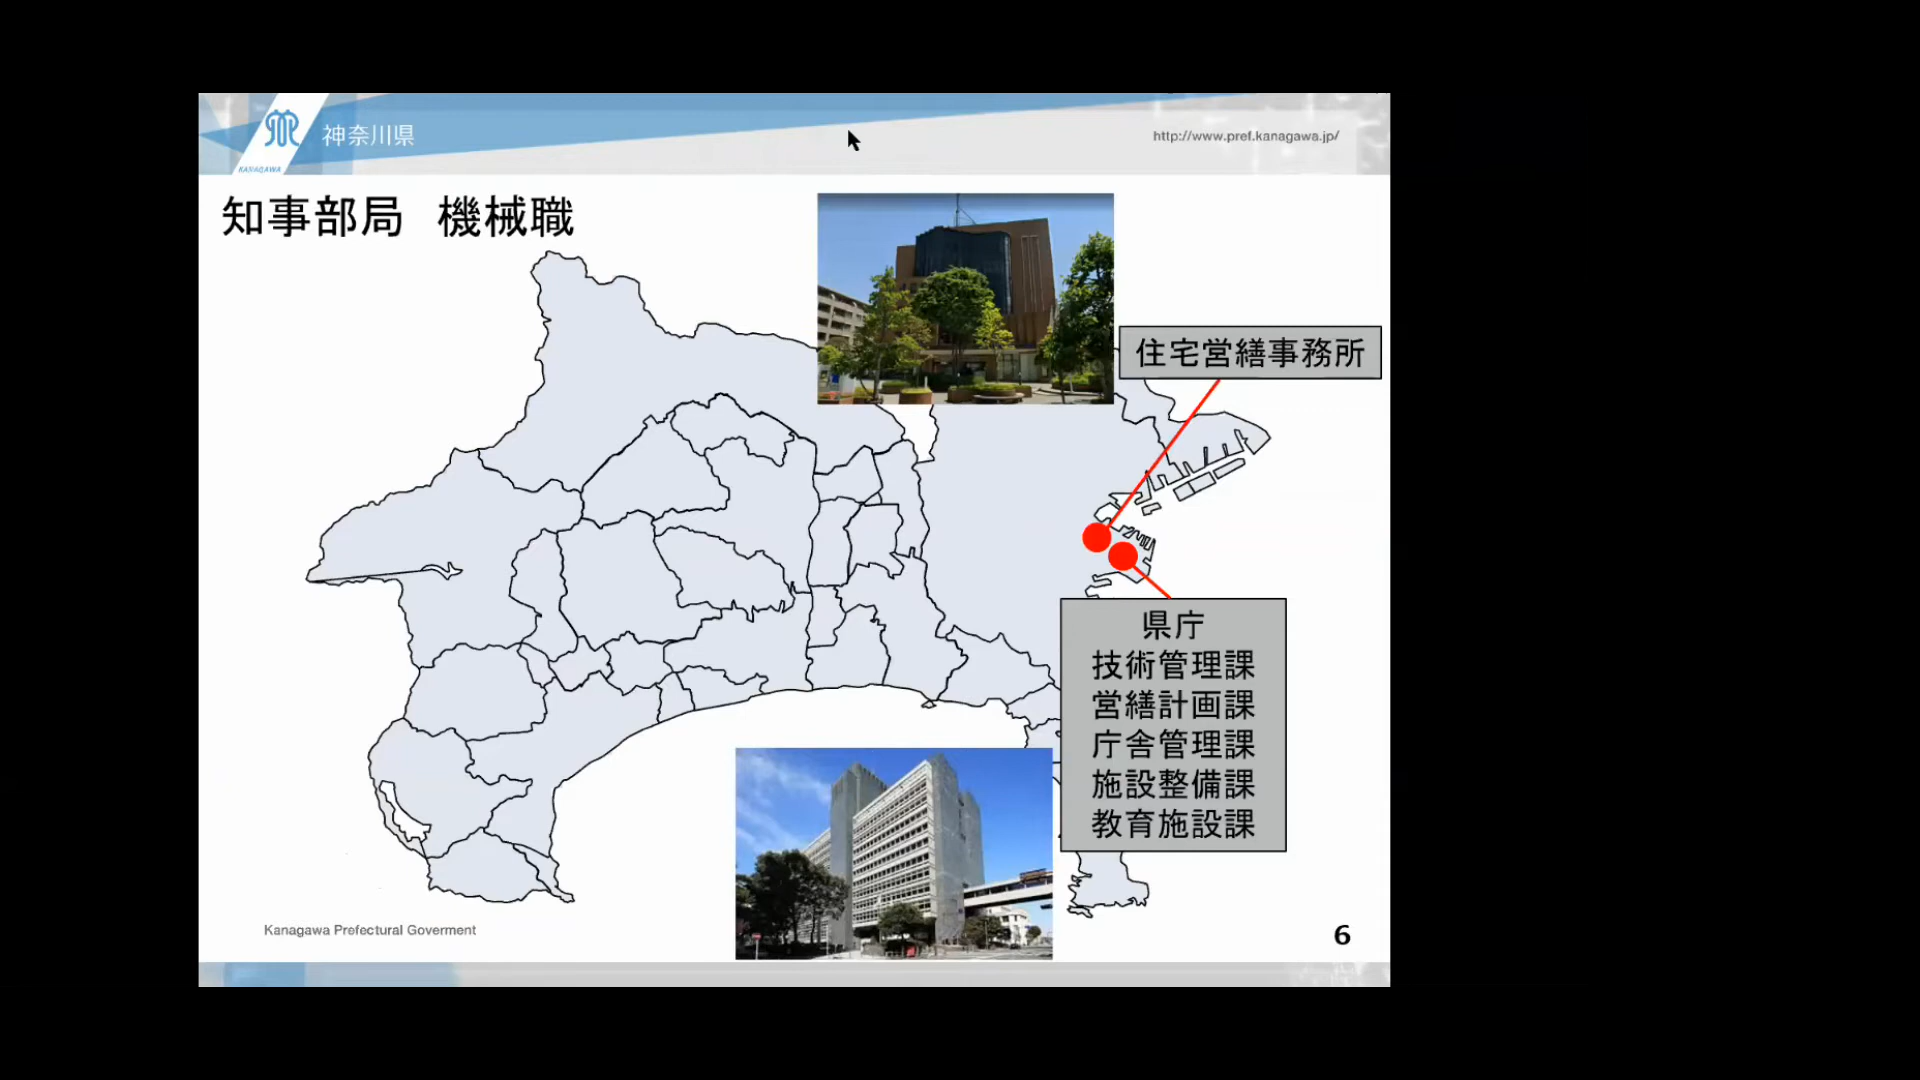 神奈川県
KANAGAWA
http://www.pref.kanagawa.jp/
知事部局　機械職
住宅営繕事務所
県庁
技術管理課
営繕計画課
庁舎管理課
施設整備課
教育施設課
Kanagawa Prefectural Goverment
6